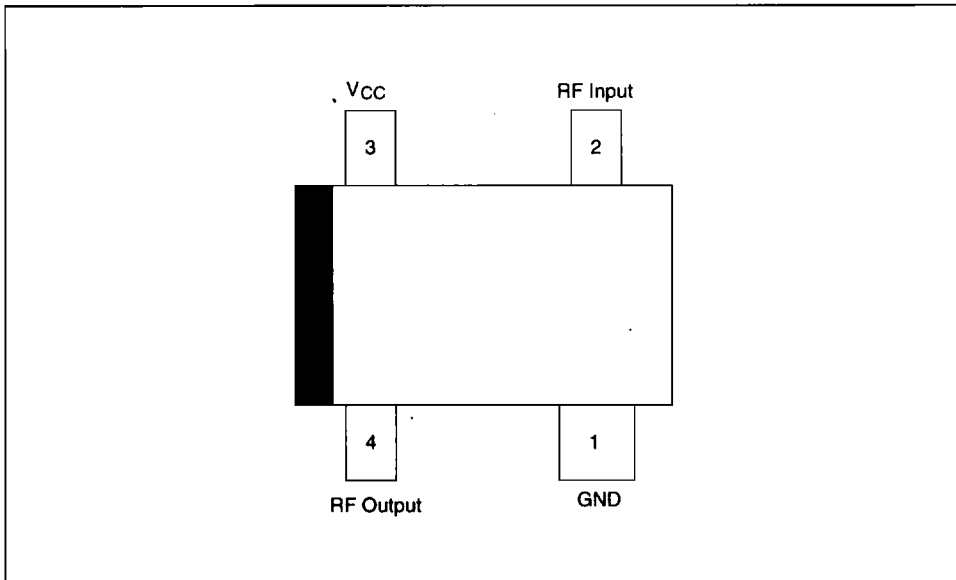 VCC
RF Input
3
2
4
1
RF Output
GND